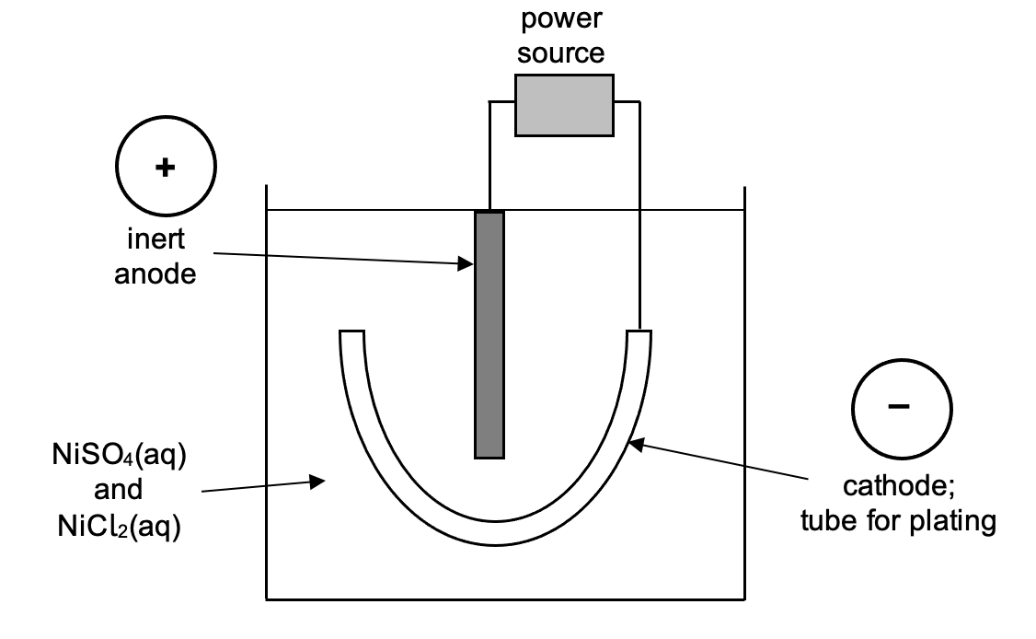 power
source
+
inert
anode
NiSO₄(aq)
and
NiCl₂(aq)
−
cathode;
tube for plating